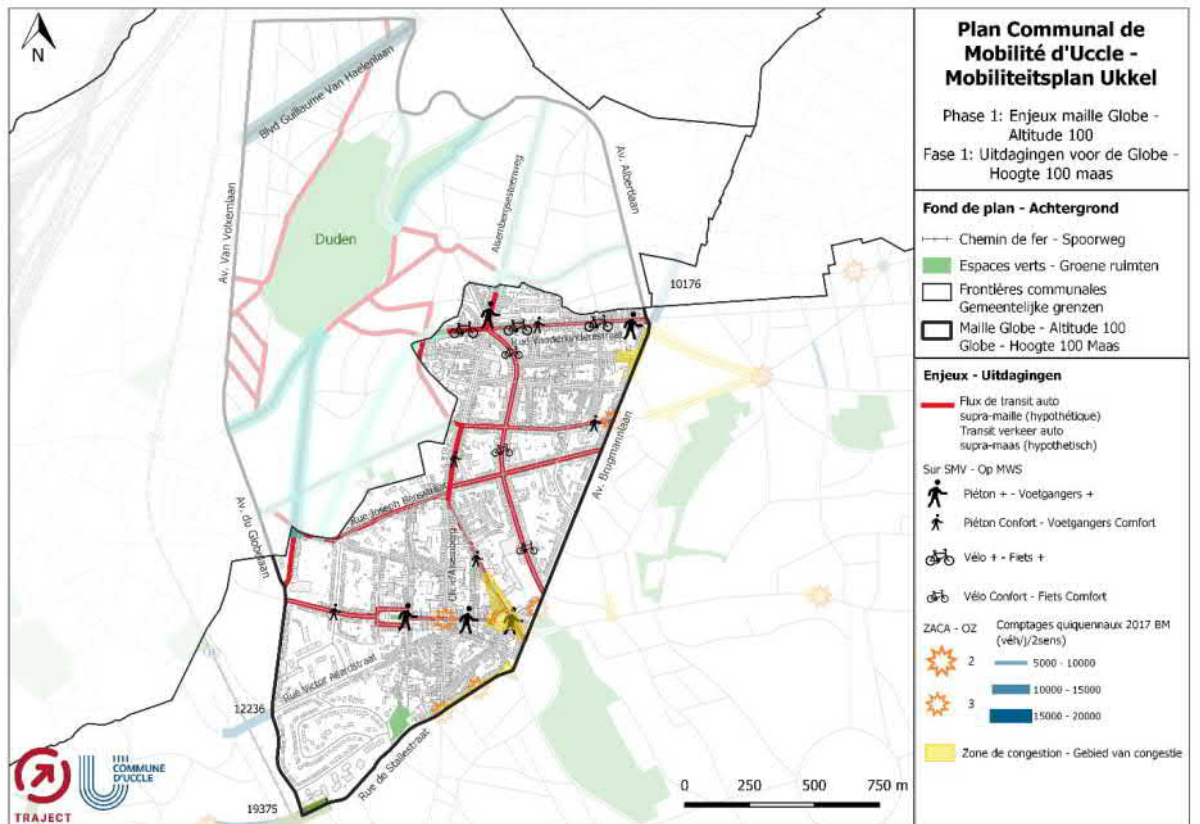 N
Blvd Guillaume Van Haelenlaan
Av. Van Volxemlaan
Duden
Alsembergsesteenweg
Av. Albertlaan
10176
Rue Vanderkinderestraat
Av. Brugmannlaan
Rue Joseph Bensstraat
Av. du Globelaan
Ch. d'Alsemberg
Rue Victor Allardstraat
12236
Rue de Stallestraat
19375
TRAJECT
COMMUNE
D'UCCLE
0 250 500 750 m
Plan Communal de
Mobilité d'Uccle -
Mobiliteitsplan Ukkel
Phase 1: Enjeux maille Globe -
Altitude 100
Fase 1: Uitdagingen voor de Globe -
Hoogte 100 maas
Fond de plan - Achtergrond
Chemin de fer - Spoorweg
Espaces verts - Groene ruimten
Frontières communales
Gemeentelijke grenzen
Maille Globe - Altitude 100
Globe - Hoogte 100 Maas
Enjeux - Uitdagingen
Flux de transit auto
supra-maille (hypothétique)
Transit verkeer auto
supra-maas (hypothetisch)
Sur SMV - Op MWS
Piéton + - Voetgangers +
Piéton Confort - Voetgangers Comfort
Vélo + - Fiets +
Vélo Confort - Fiets Comfort
ZACA - OZ
2
3
Comptages quiquennaux 2017 BM
(véh/j/2sens)
5000 - 10000
10000 - 15000
15000 - 20000
Zone de congestion - Gebied van congestie